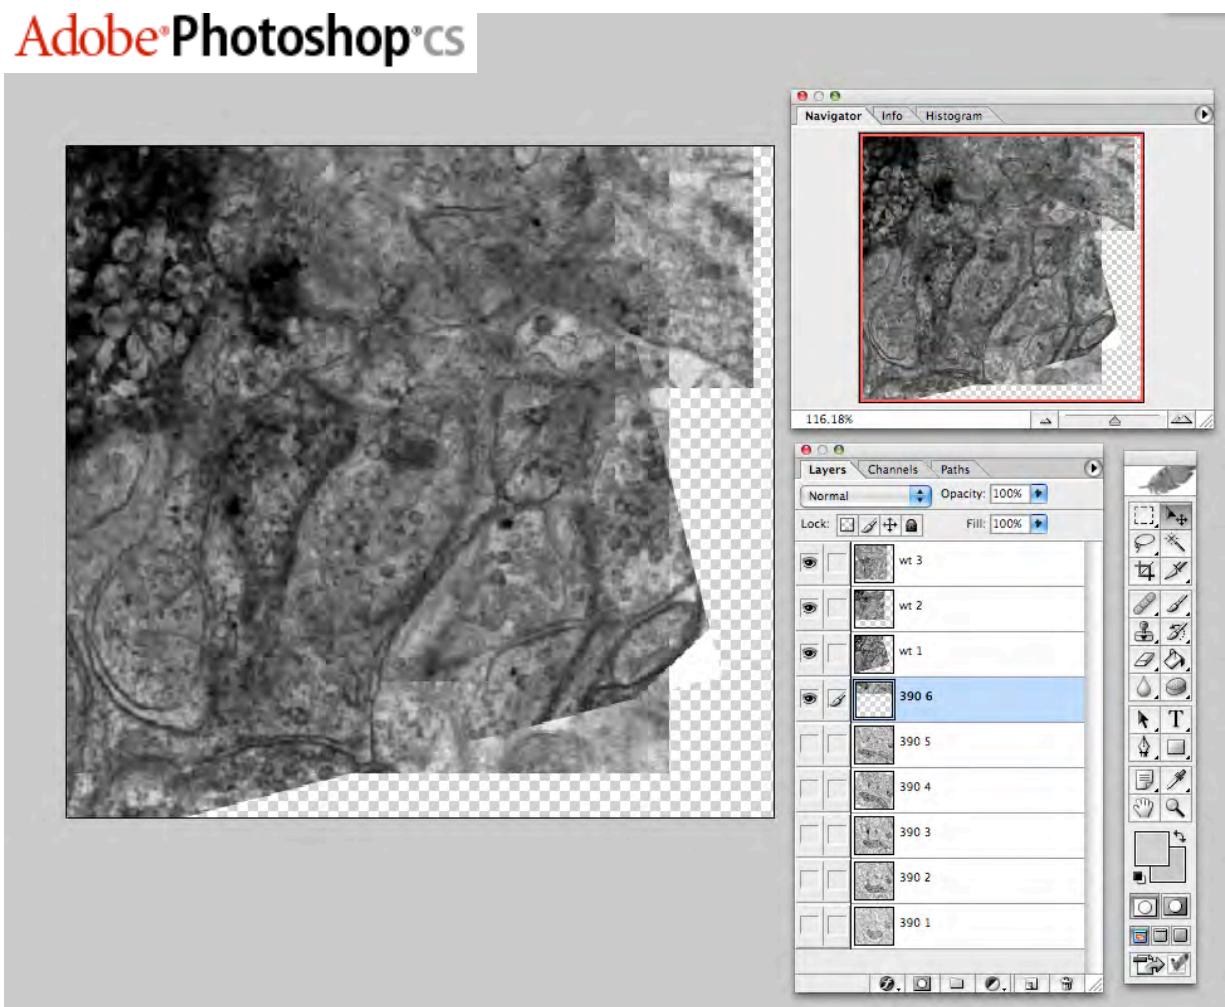 Adobe®Photoshop®CS
Navigator Info Histogram
116.18%
Layers Channels Paths
Normal Opacity: 100%
Lock: Fill: 100%
wt 3
wt 2
wt 1
390 6
390 5
390 4
390 3
390 2
390 1
T